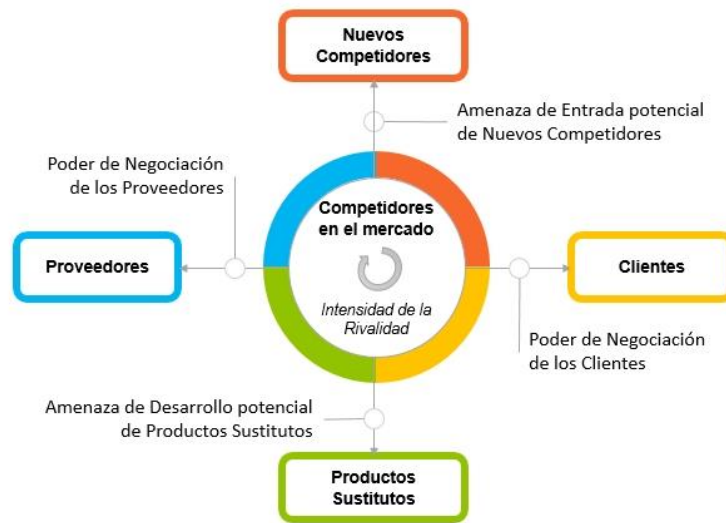 Nuevos
Competidores
Amenaza de Entrada potencial
de Nuevos Competidores
Poder de Negociación
de los Proveedores
Competidores
en el mercado
Proveedores
Clientes
Intensidad de la
Rivalidad
Poder de Negociación
de los Clientes
Amenaza de Desarrollo potencial
de Productos Sustitutos
Productos
Sustitutos